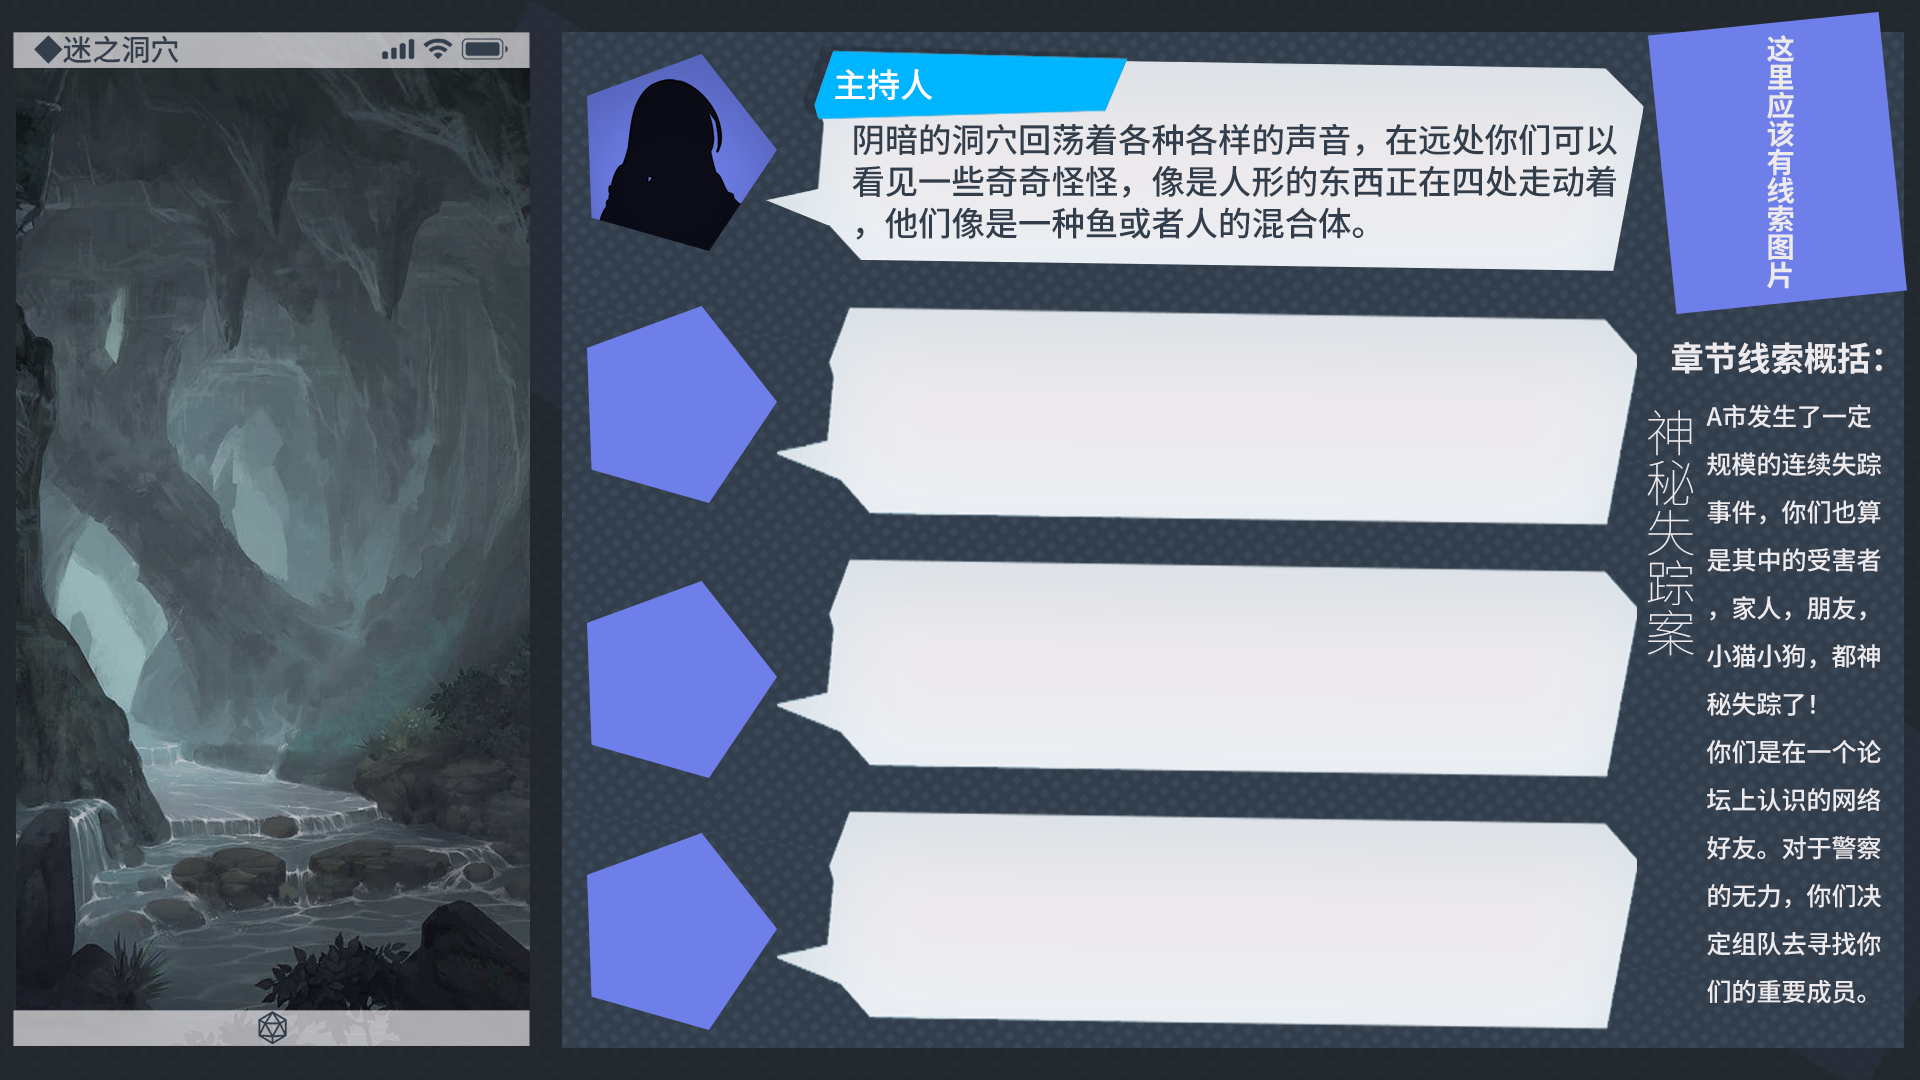 ◆迷之洞穴
主持人
阴暗的洞穴回荡着各种各样的声音，在远处你们可以
看见一些奇奇怪怪，像是人形的东西正在四处走动着
，他们像是一种鱼或者人的混合体。
这里应该有线索图片
章节线索概括：
神秘失踪案
A市发生了一定
规模的连续失踪
事件，你们也算
是其中的受害者
，家人，朋友，
小猫小狗，都神
秘失踪了！
你们是在一个论
坛上认识的网络
好友。对于警察
的无力，你们决
定组队去寻找你
们的重要成员。